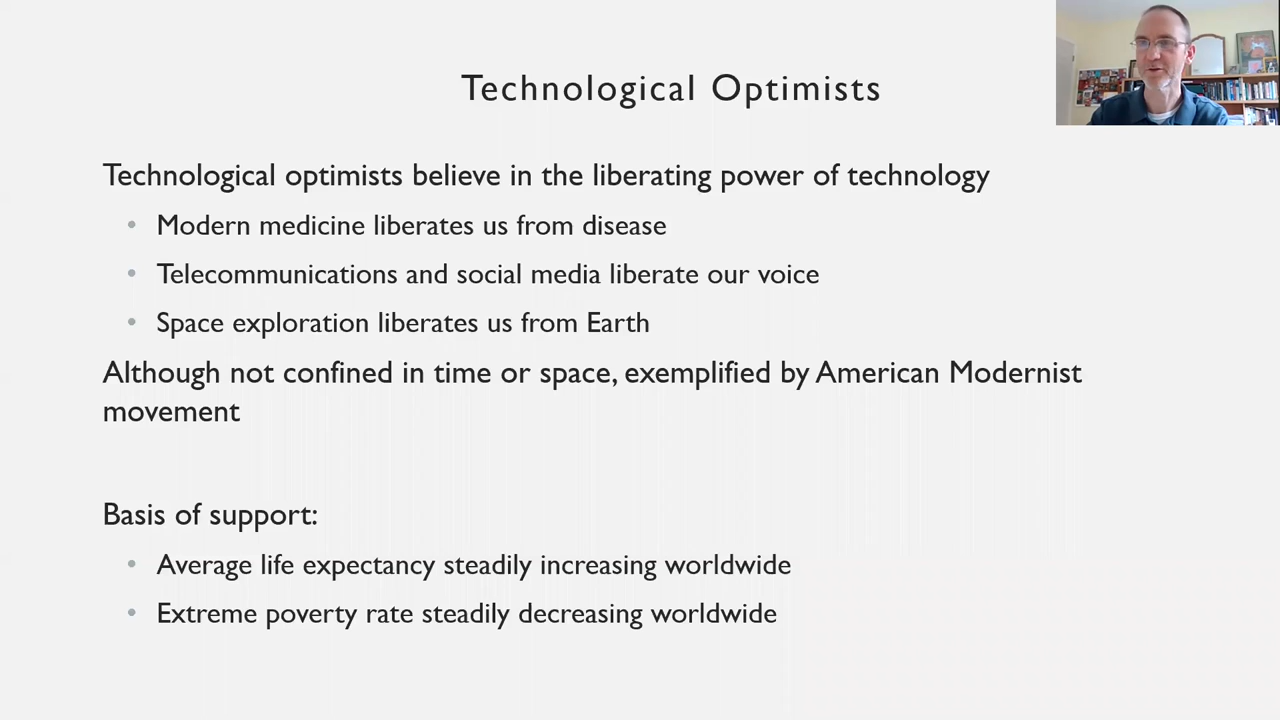 Technological Optimists
Technological optimists believe in the liberating power of technology
• Modern medicine liberates us from disease
• Telecommunications and social media liberate our voice
• Space exploration liberates us from Earth
Although not confined in time or space, exemplified by American Modernist
movement
Basis of support:
• Average life expectancy steadily increasing worldwide
• Extreme poverty rate steadily decreasing worldwide